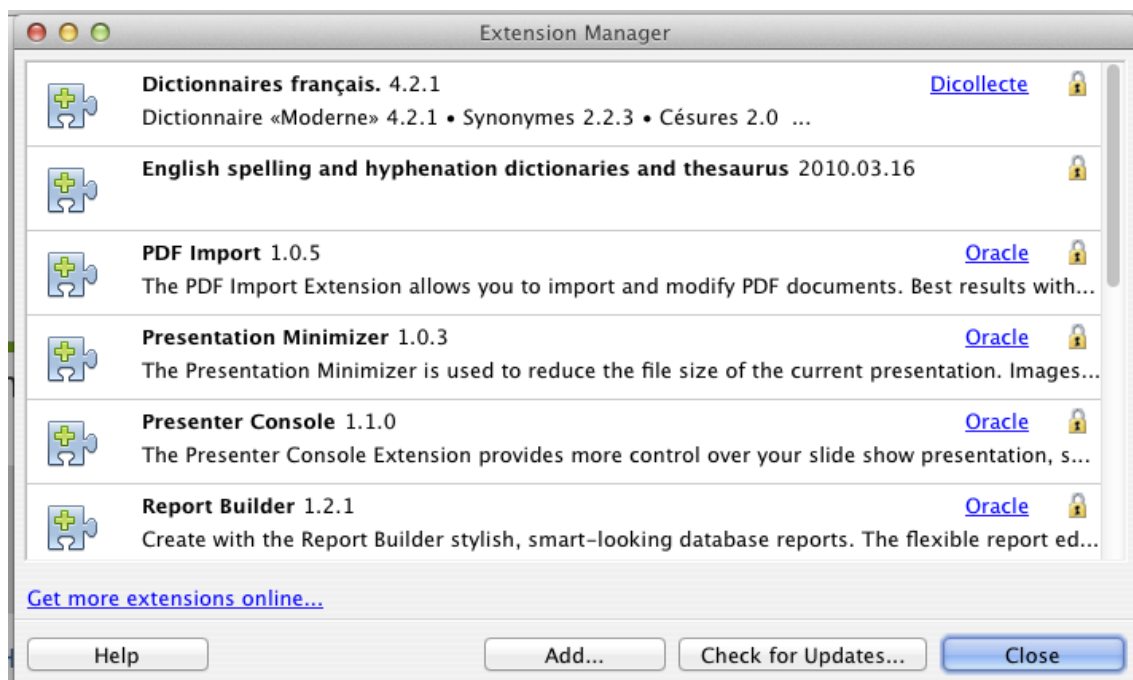 Extension Manager
Dictionnaires français. 4.2.1 Dicollecte
Dictionnaire «Moderne» 4.2.1 • Synonymes 2.2.3 • Césures 2.0 ...
English spelling and hyphenation dictionaries and thesaurus 2010.03.16
PDF Import 1.0.5 Oracle
The PDF Import Extension allows you to import and modify PDF documents. Best results with...
Presentation Minimizer 1.0.3 Oracle
The Presentation Minimizer is used to reduce the file size of the current presentation. Images...
Presenter Console 1.1.0 Oracle
The Presenter Console Extension provides more control over your slide show presentation, s...
Report Builder 1.2.1 Oracle
Create with the Report Builder stylish, smart-looking database reports. The flexible report ed...
Get more extensions online...
Help Add... Check for Updates... Close